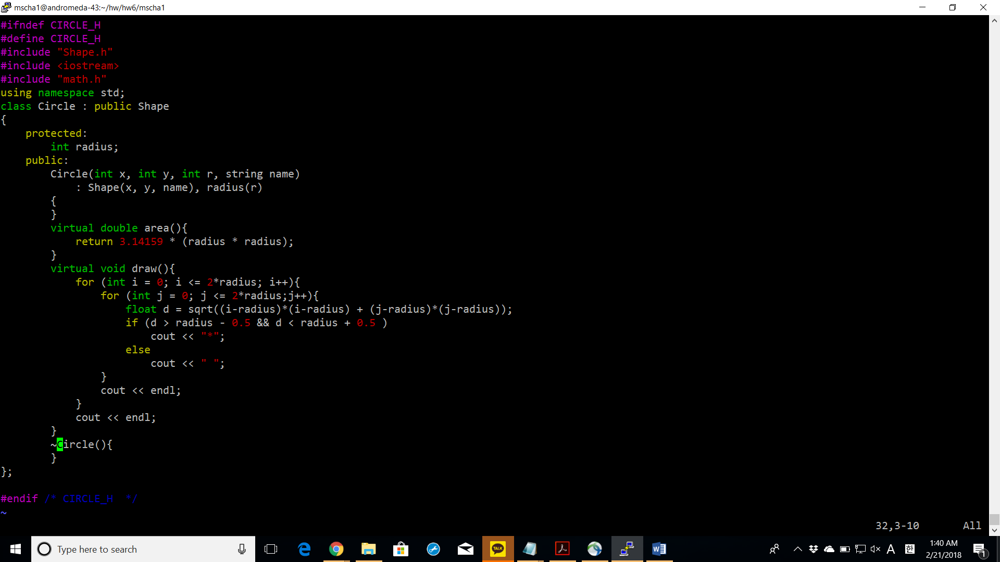 mscha1@andromeda-43:~/hw/hw6/mscha1
#ifndef CIRCLE_H
#define CIRCLE_H
#include "Shape.h"
#include <iostream>
#include "math.h"
using namespace std;
class Circle : public Shape
{
    protected:
        int radius;
    public:
        Circle(int x, int y, int r, string name)
            : Shape(x, y, name), radius(r)
        {
        }
        virtual double area(){
            return 3.14159 * (radius * radius);
        }
        virtual void draw(){
            for (int i = 0; i <= 2*radius; i++){
                for (int j = 0; j <= 2*radius;j++){
                    float d = sqrt((i-radius)*(i-radius) + (j-radius)*(j-radius));
                    if (d > radius - 0.5 && d < radius + 0.5 )
                        cout << "*";
                    else
                        cout << " ";
                }
                cout << endl;
            }
            cout << endl;
        }
        ~Circle(){
        }
};

#endif /* CIRCLE_H  */
~
32,3-10 All
Type here to search
TALK
A
한
1:40 AM
2/21/2018
1